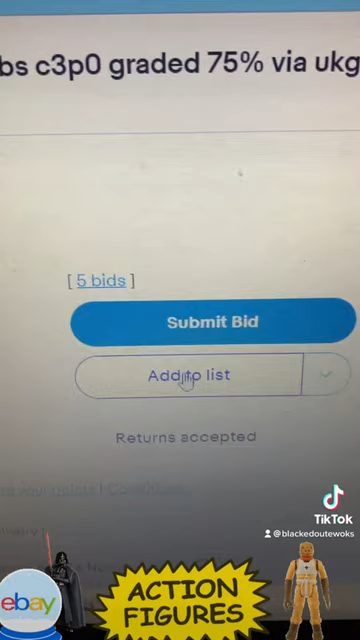 bs c3p0 graded 75% via ukg
[ 5 bids ]
Submit Bid
Add to list
Returns accepted
TikTok
@blackedoutewoks
ebay
ACTION
FIGURES